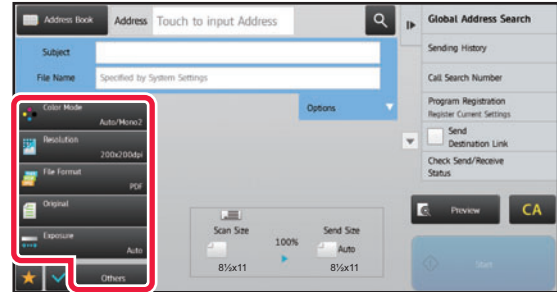 Address Book
Address
Touch to input Address
Global Address Search
Subject
Sending History
File Name
Specified by System Settings
Call Search Number
Color Mode
Auto/Mono2
Options
Program Registration
Register Current Settings
Resolution
200x200dpi
Send
Destination Link
File Format
PDF
Check Send/Receive
Status
Original
Preview
CA
Scan Size
100%
Send Size
Auto
8½x11
8½x11
Exposure
Auto
Others
Start